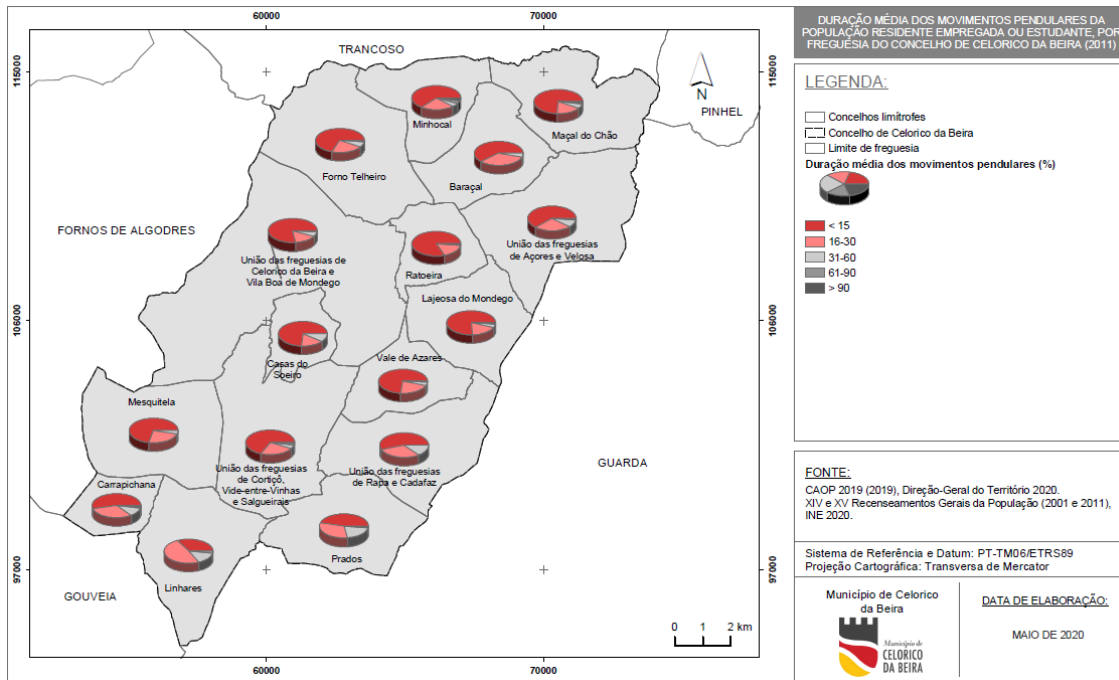 60000
70000
TRANCOSO
115000
115000
N
PINHEL
Minhocal
Maçal do Chão
Forno Telheiro
Baraçal
FORNOS DE ALGODRES
União das freguesias de
Celorico da Beira e
Vila Boa de Mondego
Ratoeira
União das freguesias
de Açores e Velosa
Lajeosa do Mondego
106000
106000
Casas do
Soeiro
Vale de Azares
Mesquitela
União das freguesias
de Cortiçô,
Vide-entre-Vinhas
e Salgueirais
União das freguesias
de Rapa e Cadafaz
GUARDA
Carrapichana
Prados
97000
97000
Linhares
GOUVEIA
0 1 2 km
60000
70000
DURAÇÃO MÉDIA DOS MOVIMENTOS PENDULARES DA
POPULAÇÃO RESIDENTE EMPREGADA OU ESTUDANTE, POR
FREGUESIA DO CONCELHO DE CELORICO DA BEIRA (2011)
LEGENDA:
Concelhos limítrofes
Concelho de Celorico da Beira
Limite de freguesia
Duração média dos movimentos pendulares (%)
< 15
16-30
31-60
61-90
> 90
FONTE:
CAOP 2019 (2019), Direção-Geral do Território 2020.
XIV e XV Recenseamentos Gerais da População (2001 e 2011),
INE 2020.
Sistema de Referência e Datum: PT-TM06/ETRS89
Projeção Cartográfica: Transversa de Mercator
Município de Celorico
da Beira
Município de
CELORICO
DA BEIRA
DATA DE ELABORAÇÃO:
MAIO DE 2020